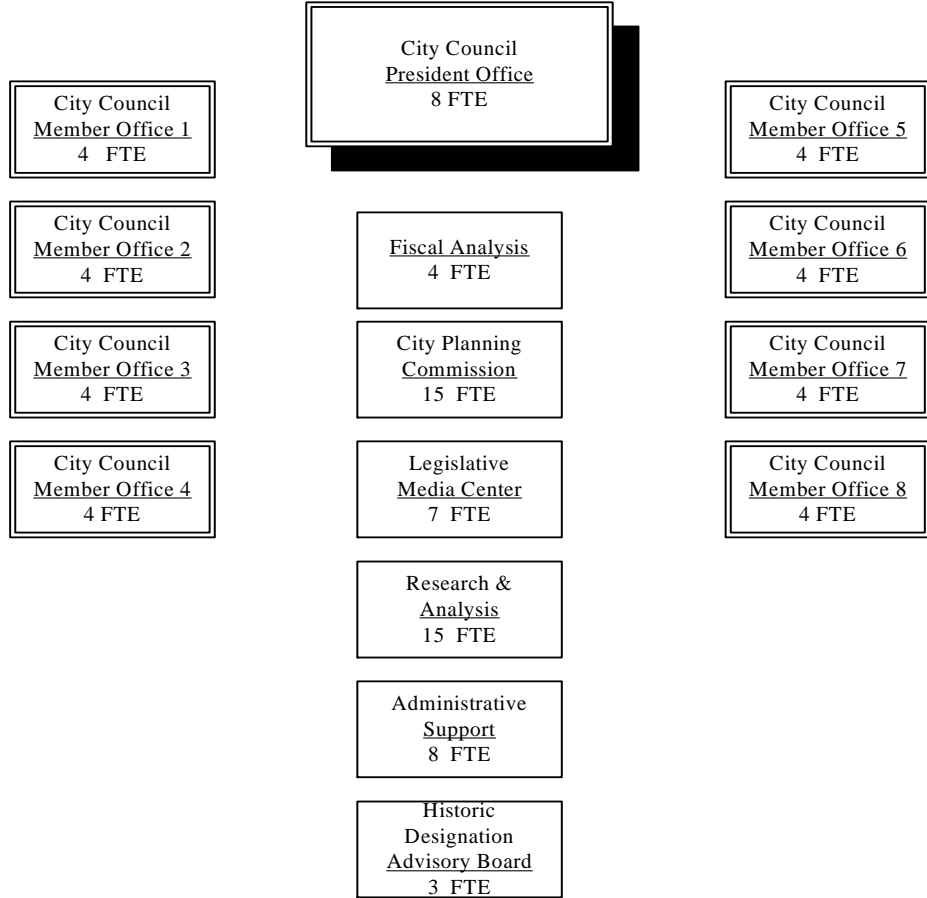 City Council
President Office
8 FTE
City Council
Member Office 1
4 FTE
City Council
Member Office 2
4 FTE
City Council
Member Office 3
4 FTE
City Council
Member Office 4
4 FTE
Fiscal Analysis
4 FTE
City Planning
Commission
15 FTE
Legislative
Media Center
7 FTE
Research &
Analysis
15 FTE
Administrative
Support
8 FTE
Historic
Designation
Advisory Board
3 FTE
City Council
Member Office 5
4 FTE
City Council
Member Office 6
4 FTE
City Council
Member Office 7
4 FTE
City Council
Member Office 8
4 FTE